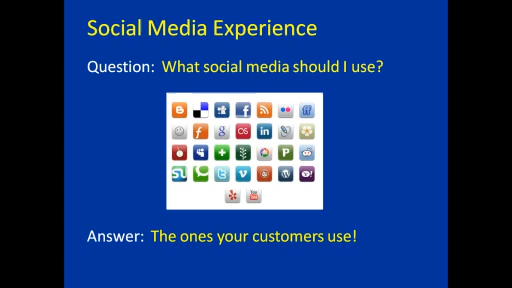 Social Media Experience
Question: What social media should I use?
Answer: The ones your customers use!